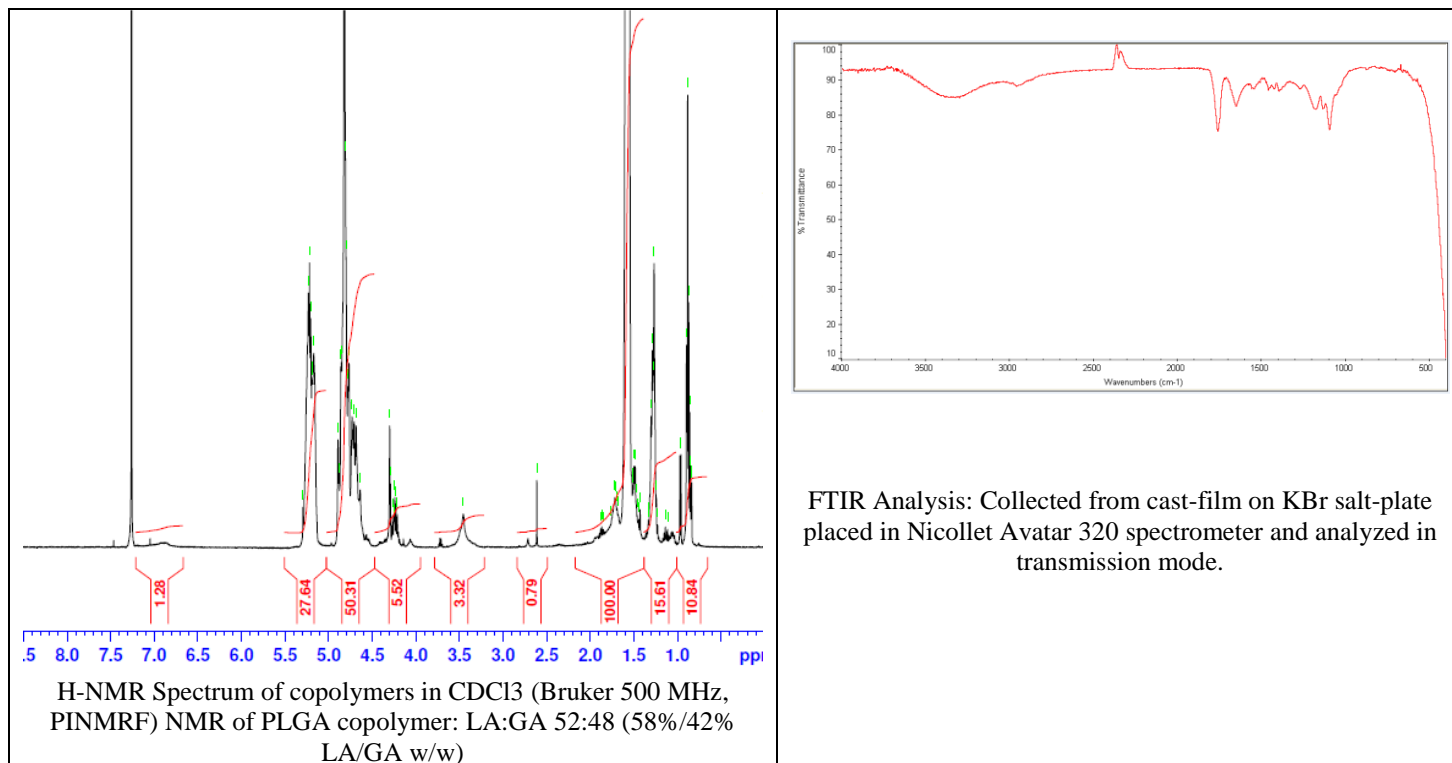 1.28
27.64
50.31
5.52
3.32
0.79
100.00
15.61
10.84
.5 8.0 7.5 7.0 6.5 6.0 5.5 5.0 4.5 4.0 3.5 3.0 2.5 2.0 1.5 1.0 ppm
H-NMR Spectrum of copolymers in CDCl3 (Bruker 500 MHz,
PINMRF) NMR of PLGA copolymer: LA:GA 52:48 (58%/42%
LA/GA w/w)
100
90
80
70
60
50
40
30
20
10
%Transmittance
4000 3500 3000 2500 2000 1500 1000 500
Wavenumbers (cm-1)
FTIR Analysis: Collected from cast-film on KBr salt-plate
placed in Nicollet Avatar 320 spectrometer and analyzed in
transmission mode.